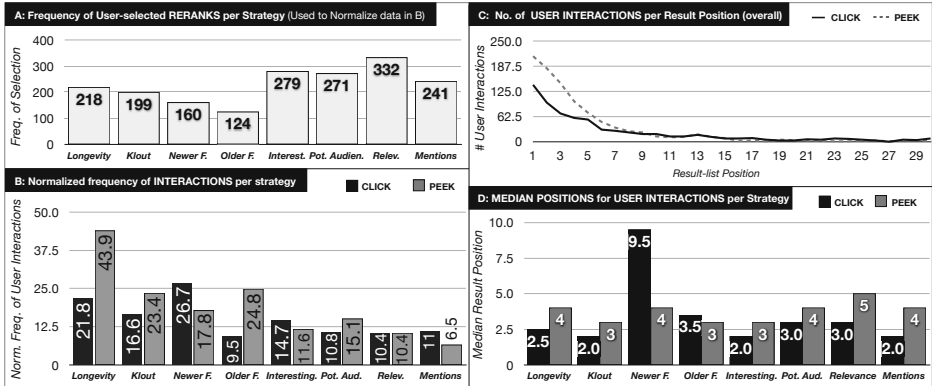 A: Frequency of User-selected RERANKS per Strategy (Used to Normalize data in B)
Freq. of Selection
400
300
200
100
0
218 199 160 124 279 271 332 241
Longevity Klout Newer F. Older F. Interest. Pot. Audien. Relev. Mentions
B: Normalized frequency of INTERACTIONS per strategy
CLICK PEEK
Norm. Freq. of User Interactions
50.0
37.5
25.0
12.5
0
21.8 43.9 16.6 23.4 26.7 17.8 9.5 24.8 14.7 11.6 10.8 15.1 10.4 10.4 11 6.5
Longevity Klout Newer F. Older F. Interesting. Pot. Aud. Relev. Mentions
C: No. of USER INTERACTIONS per Result Position (overall)
CLICK PEEK
# User Interactions
250.0
187.5
125.0
62.5
0
1 3 5 7 9 11 13 15 17 19 21 23 25 27 29
Result-list Position
D: MEDIAN POSITIONS for USER INTERACTIONS per Strategy
CLICK PEEK
Median Result Position
10.0
7.5
5.0
2.5
0
2.5 4 2.0 3 9.5 4 3.5 3 2.0 3 3.0 4 3.0 5 2.0 4
Longevity Klout Newer F. Older F. Interesting. Pot. Aud. Relevance Mentions